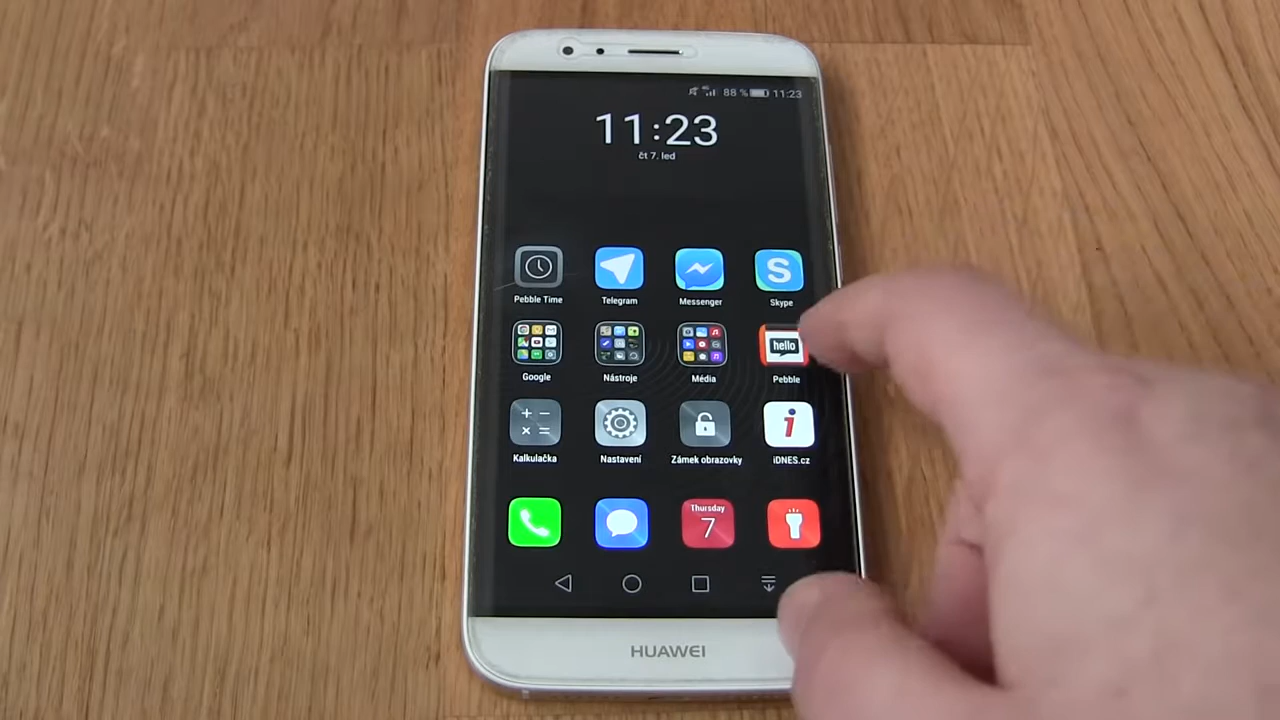 88 % 11:23
11:23
čt 7. led
Pebble Time Telegram Messenger Skype
hello
Google Nástroje Média Pebble
Kalkulačka Nastavení Zámek obrazovky iDNES.cz
Thursday
7
HUAWEI